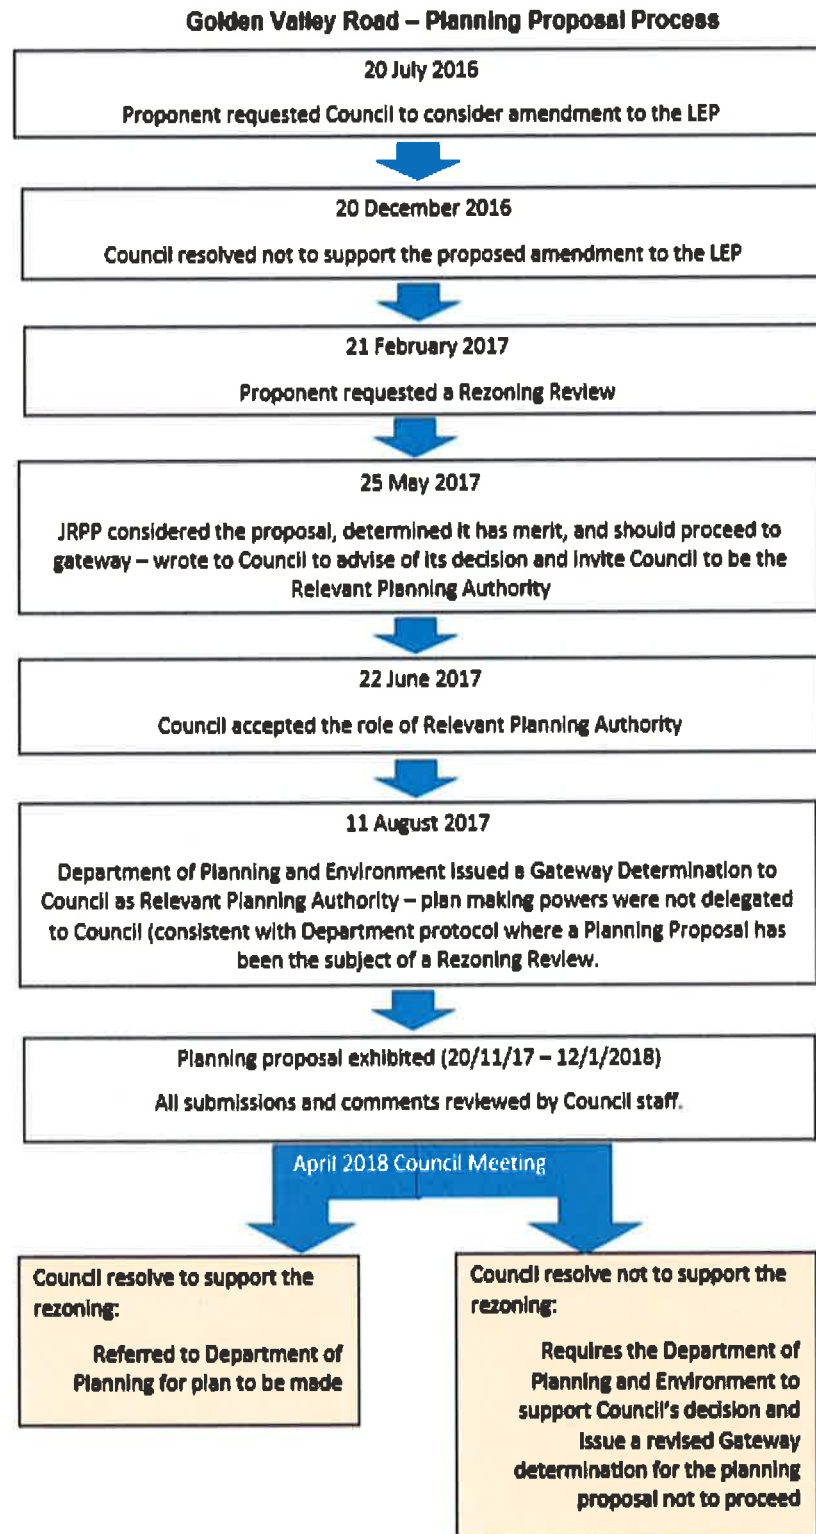 Golden Valley Road – Planning Proposal Process
20 July 2016
Proponent requested Council to consider amendment to the LEP
20 December 2016
Council resolved not to support the proposed amendment to the LEP
21 February 2017
Proponent requested a Rezoning Review
25 May 2017
JRPP considered the proposal, determined it has merit, and should proceed to
gateway – wrote to Council to advise of its decision and invite Council to be the
Relevant Planning Authority
22 June 2017
Council accepted the role of Relevant Planning Authority
11 August 2017
Department of Planning and Environment issued a Gateway Determination to
Council as Relevant Planning Authority – plan making powers were not delegated
to Council (consistent with Department protocol where a Planning Proposal has
been the subject of a Rezoning Review.
Planning proposal exhibited (20/11/17 – 12/1/2018)
All submissions and comments reviewed by Council staff.
April 2018 Council Meeting
Council resolve to support the
rezoning:
Referred to Department of
Planning for plan to be made
Council resolve not to support the
rezoning:
Requires the Department of
Planning and Environment to
support Council's decision and
issue a revised Gateway
determination for the planning
proposal not to proceed